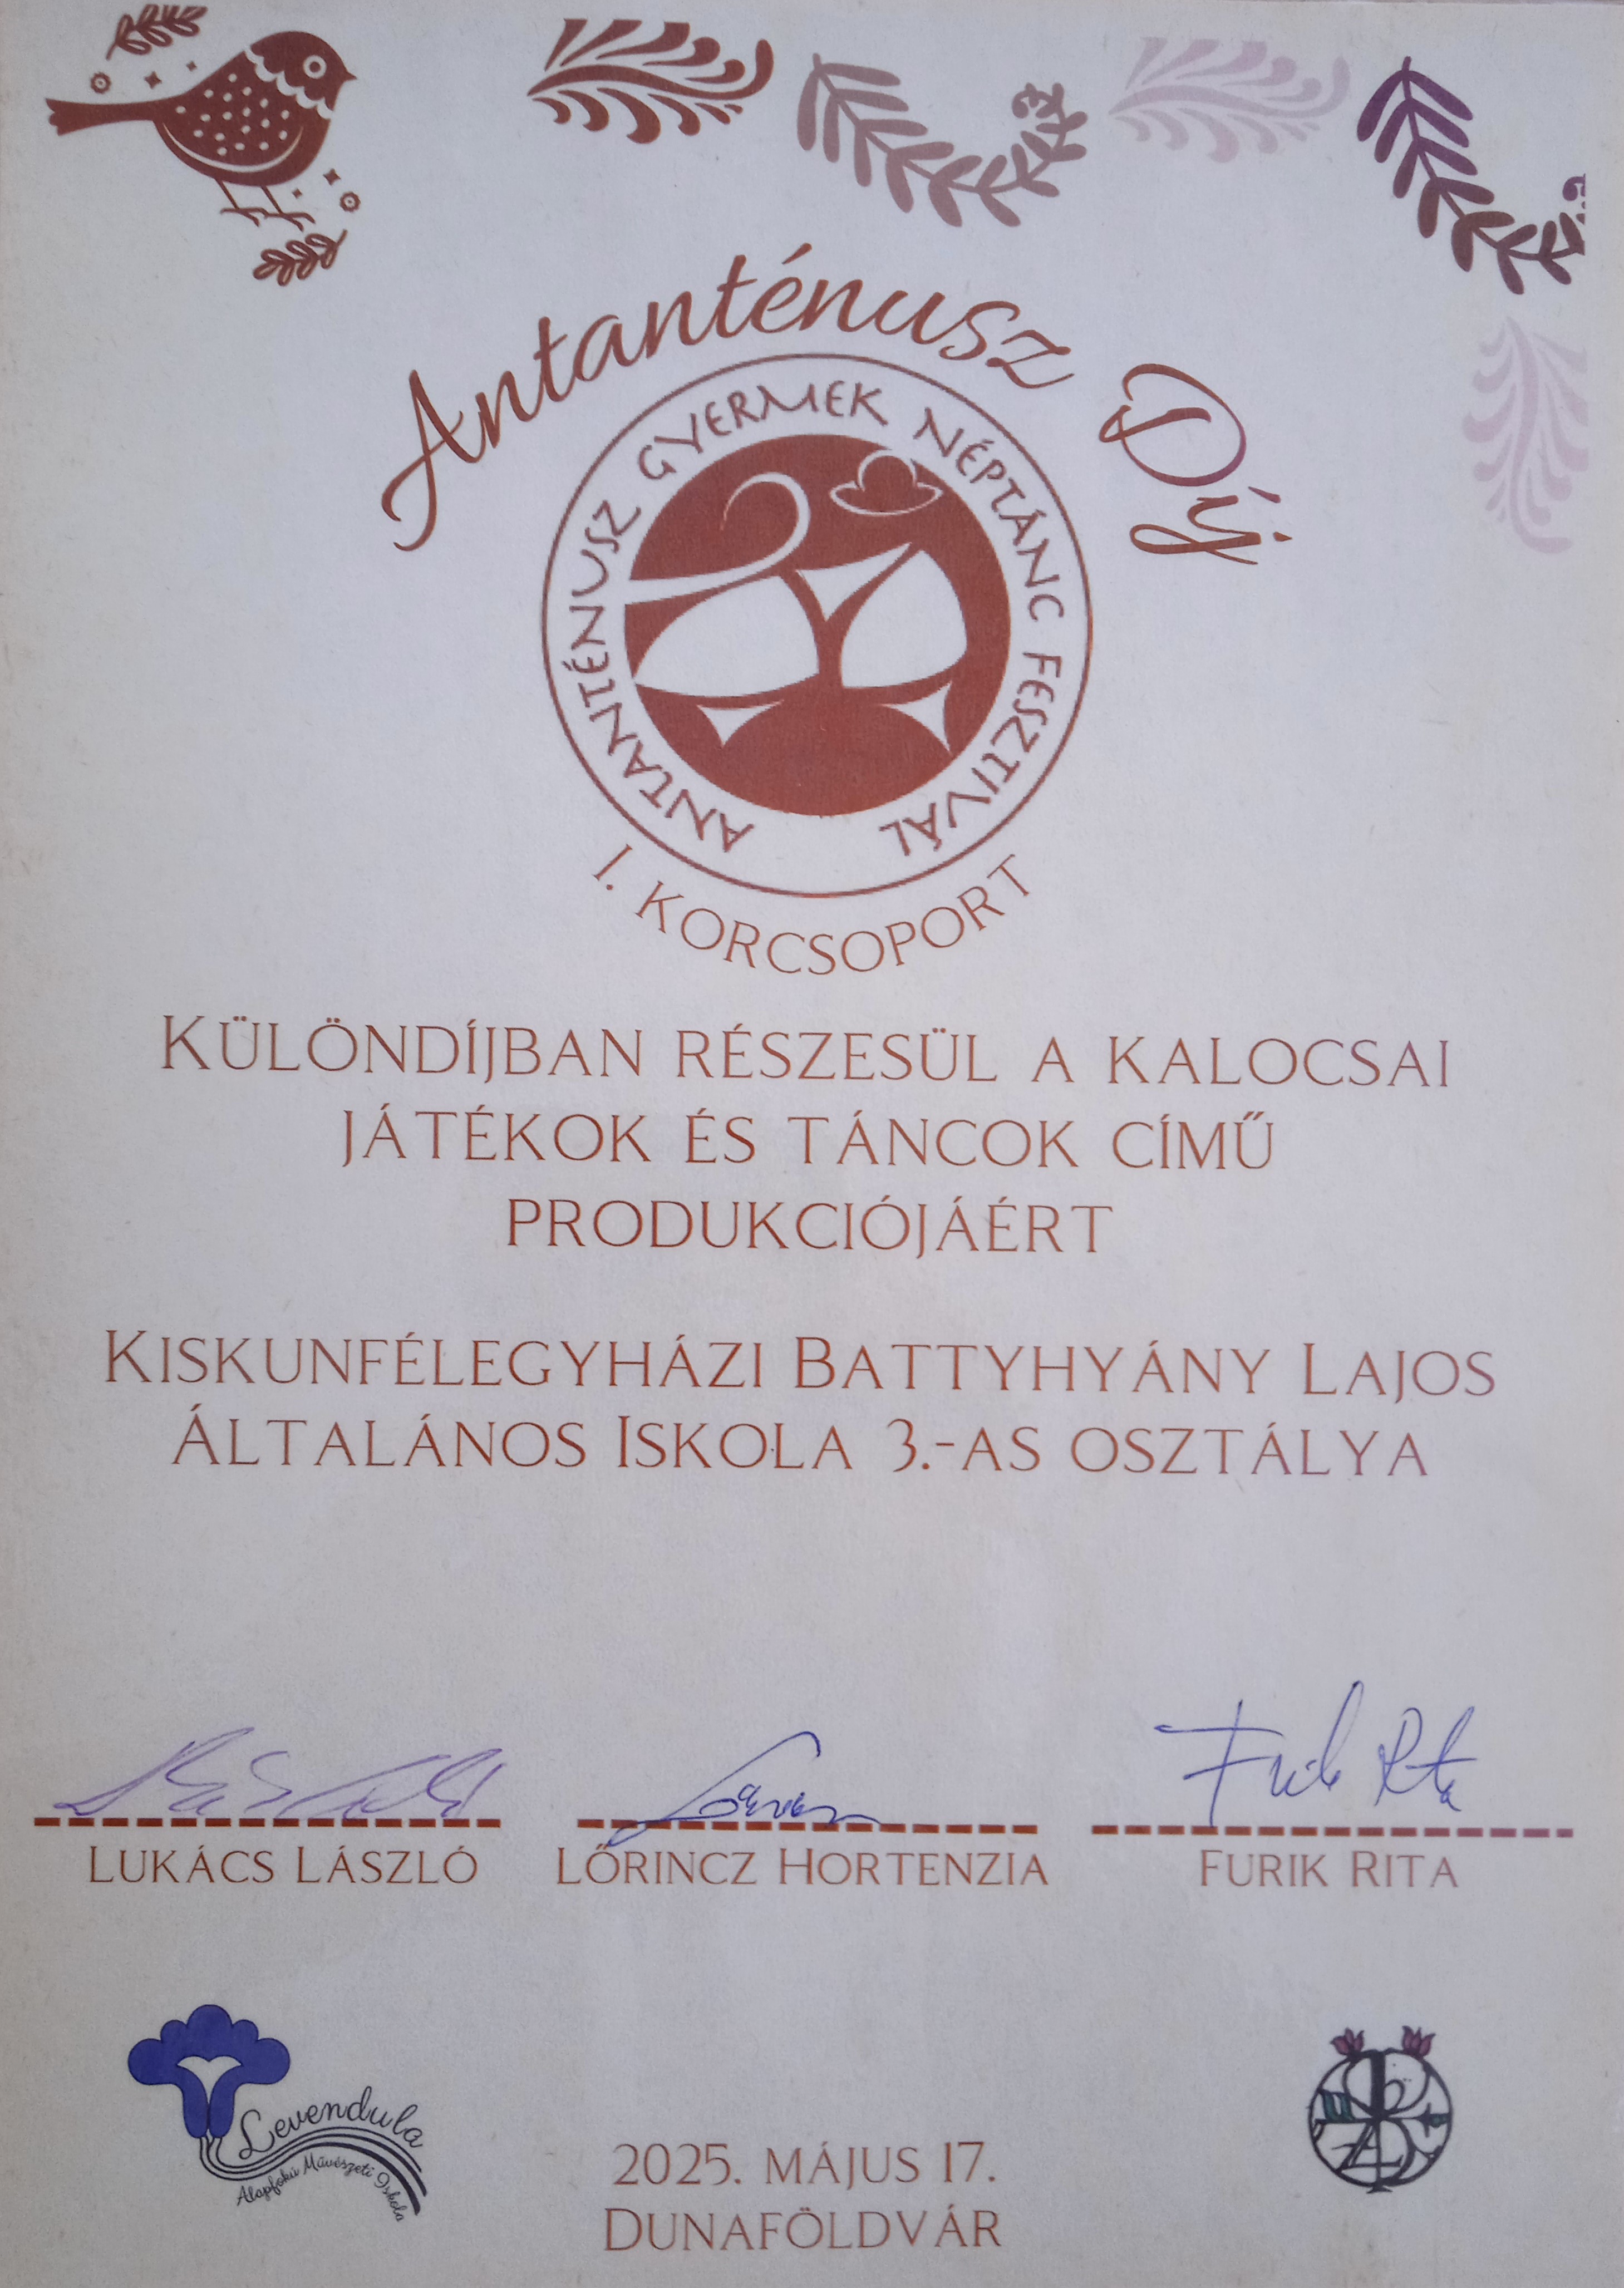 Antanténusz Díj
ANTANTÉNUSZ GYERMEK NÉPTÁNC FESZTIVÁL
I. KORCSOPORT
KÜLÖNDÍJBAN RÉSZESÜL A KALOCSAI
JÁTÉKOK ÉS TÁNCOK CÍMŰ
PRODUKCIÓJÁÉRT
KISKUNFÉLEGYHÁZI BATTYHYÁNY LAJOS
ÁLTALÁNOS ISKOLA 3.-AS OSZTÁLYA
Furik Rita
LUKÁCS LÁSZLÓ LŐRINCZ HORTENZIA FURIK RITA
Levendula
Alapfokú Művészeti Iskola
2025. MÁJUS 17.
DUNAFÖLDVÁR